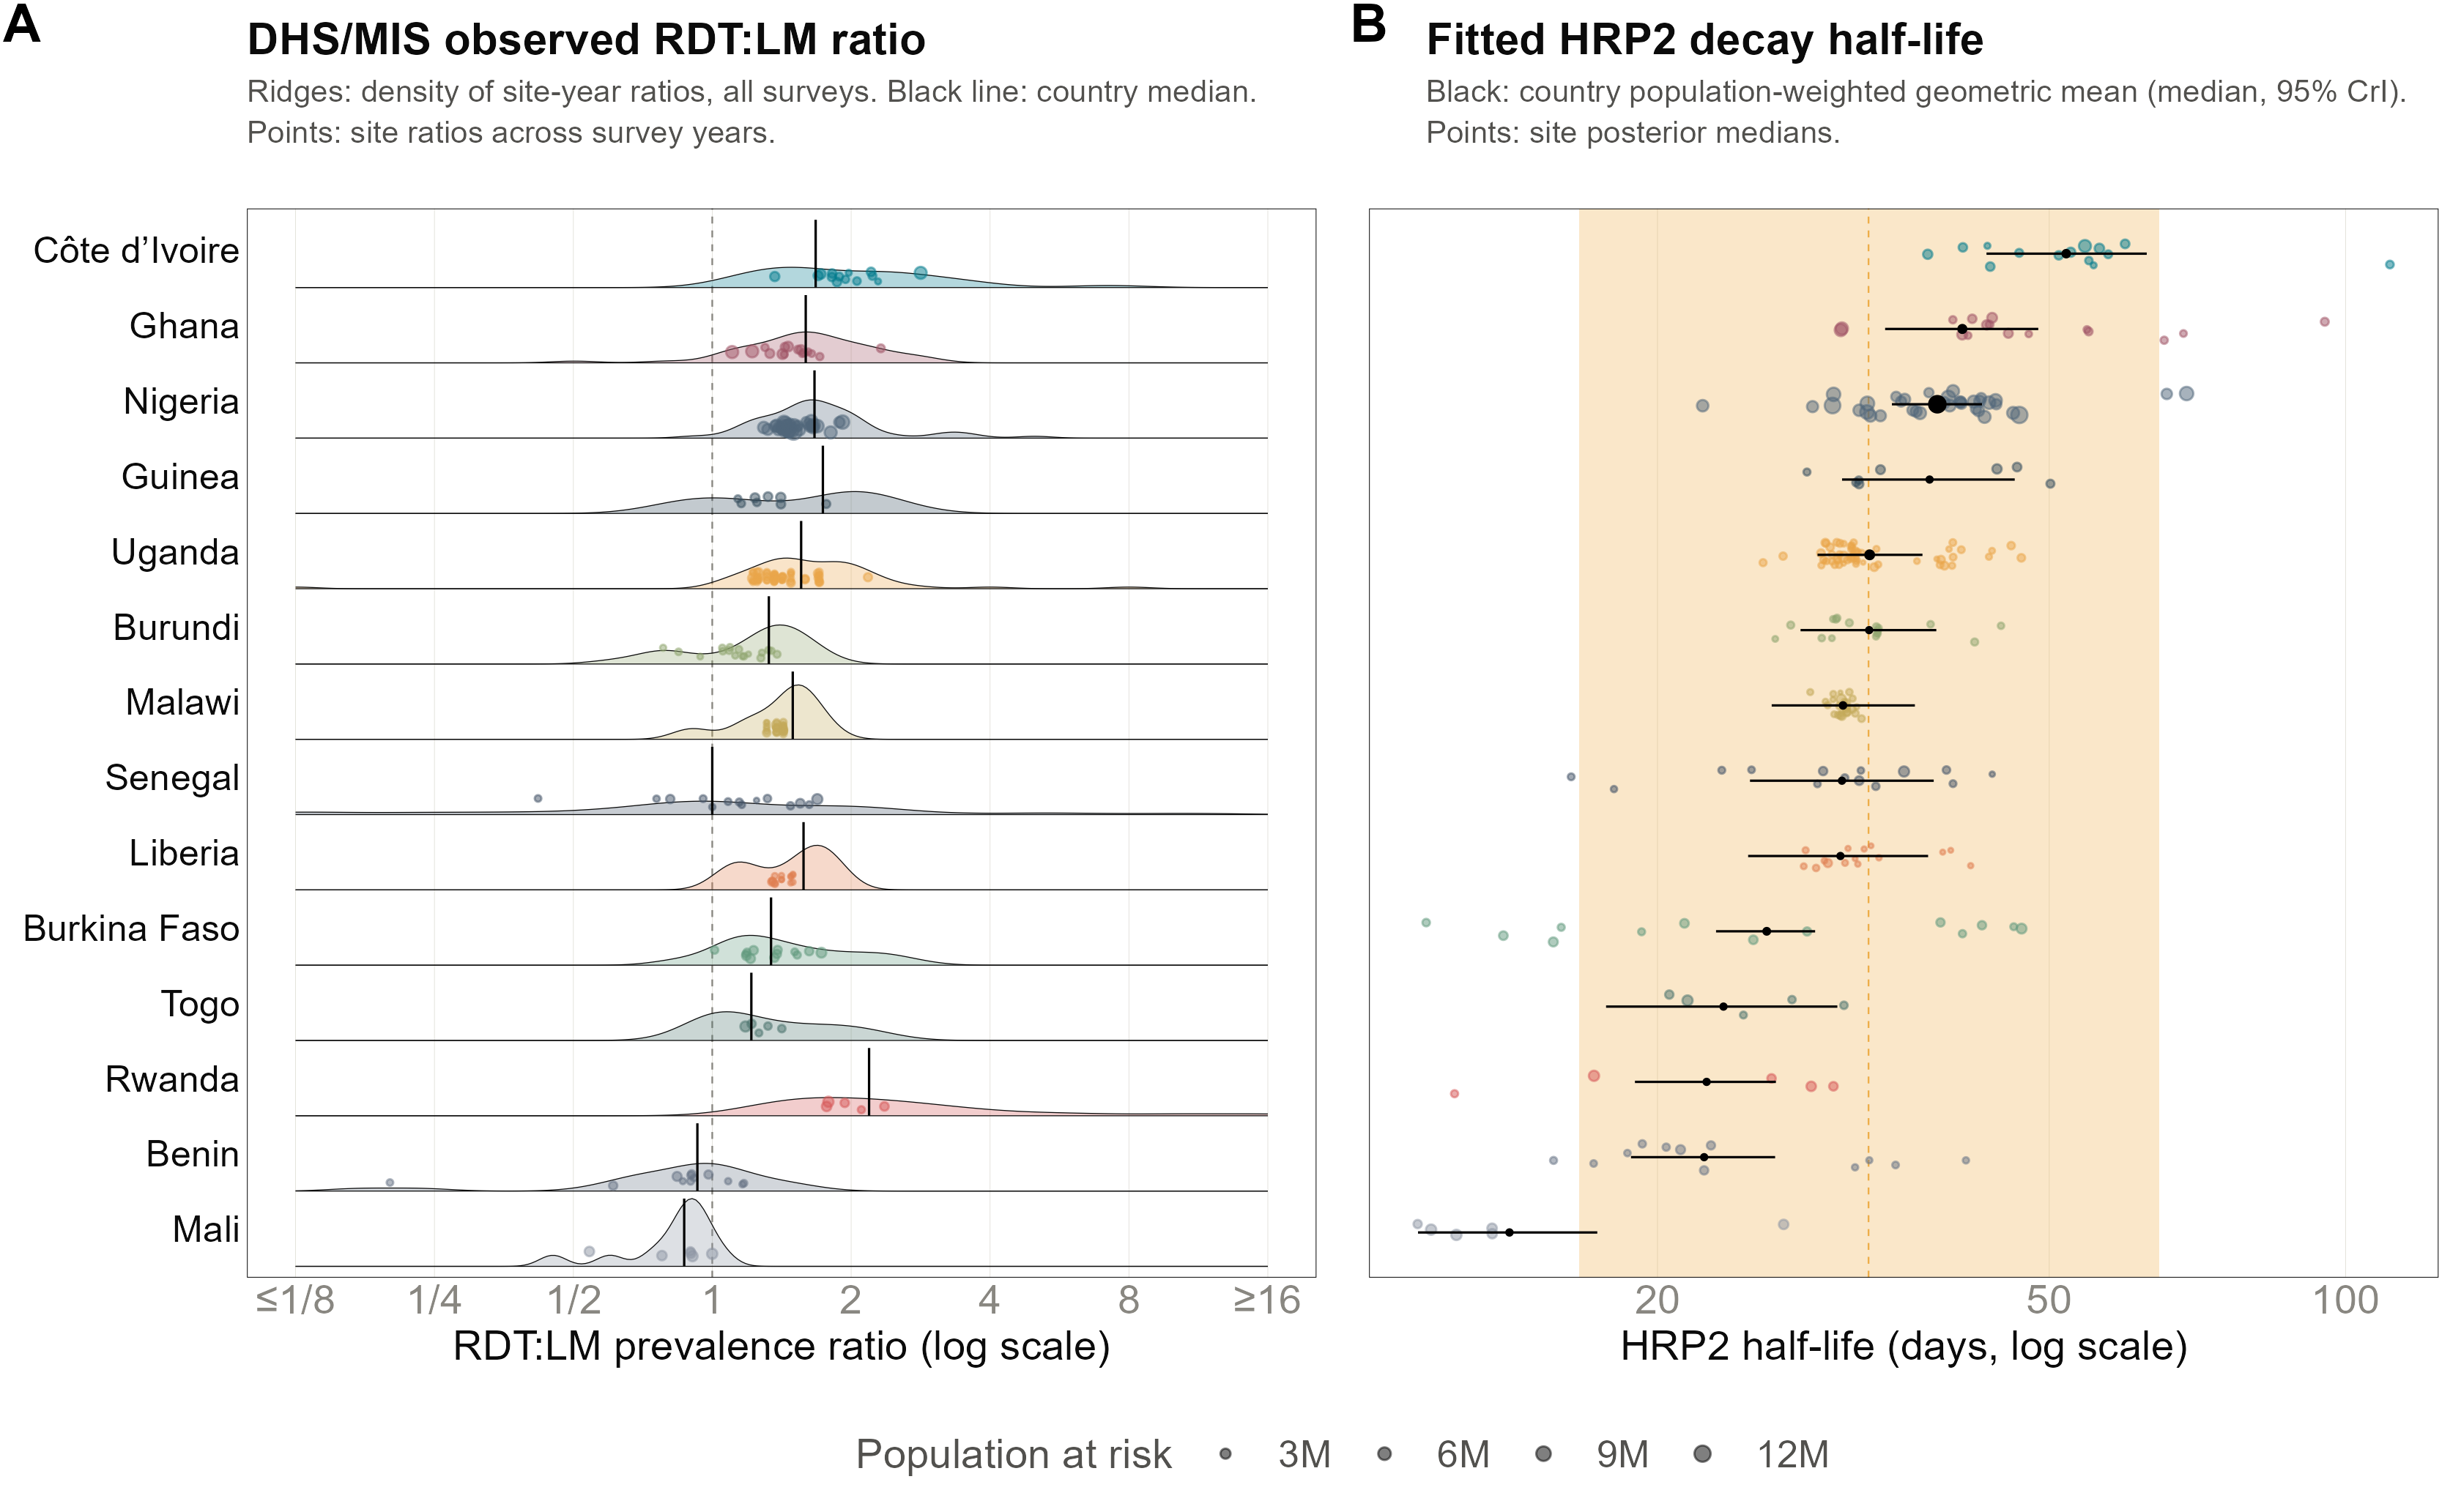 A
DHS/MIS observed RDT:LM ratio
Ridges: density of site-year ratios, all surveys. Black line: country median.
Points: site ratios across survey years.
Côte d’Ivoire
Ghana
Nigeria
Guinea
Uganda
Burundi
Malawi
Senegal
Liberia
Burkina Faso
Togo
Rwanda
Benin
Mali
≤1/8 1/4 1/2 1 2 4 8 ≥16
RDT:LM prevalence ratio (log scale)
B
Fitted HRP2 decay half-life
Black: country population-weighted geometric mean (median, 95% CrI).
Points: site posterior medians.
20 50 100
HRP2 half-life (days, log scale)
Population at risk 3M 6M 9M 12M